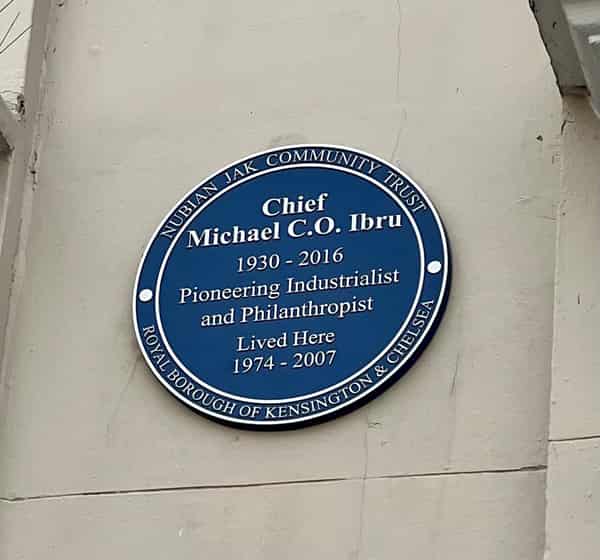 NUBIAN JAK COMMUNITY TRUST
Chief
Michael C.O. Ibru
1930 - 2016
Pioneering Industrialist
and Philanthropist
Lived Here
1974 - 2007
ROYAL BOROUGH OF KENSINGTON & CHELSEA